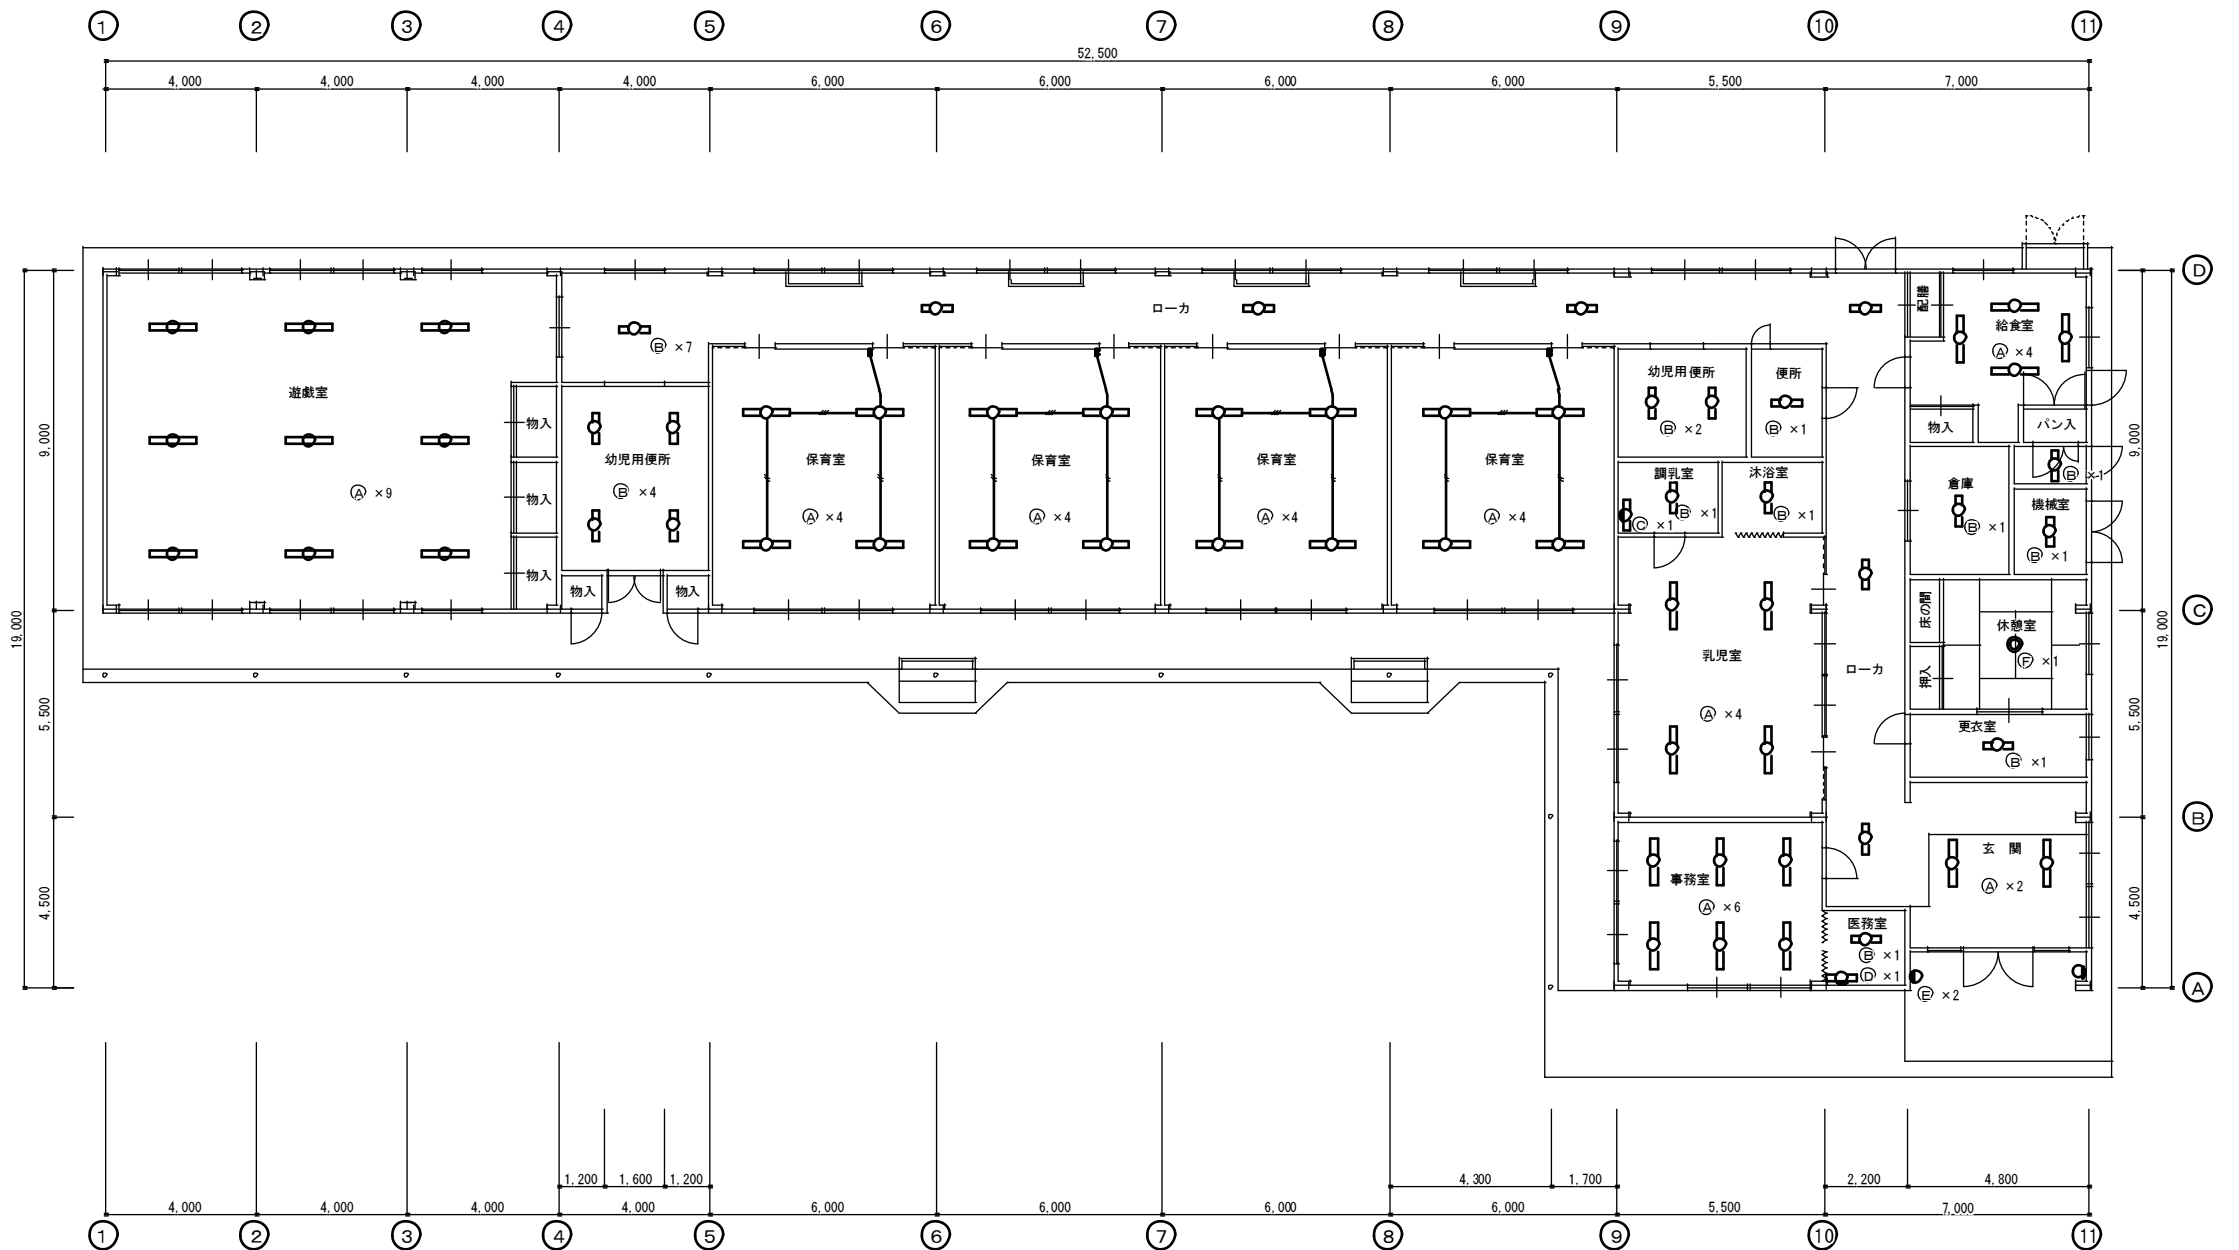 ① ② ③ ④ ⑤ ⑥ ⑦ ⑧ ⑨ ⑩ ⑪
52,500
4,000 4,000 4,000 4,000 6,000 6,000 6,000 6,000 5,500 7,000
Ⓓ
配膳
ローカ
給食室
Ⓑ ×7
Ⓐ ×4
遊戯室
幼児用便所
便所
物入
物入
パン入
Ⓑ ×2
Ⓑ ×1
9,000
9,000
幼児用便所
保育室
保育室
保育室
保育室
調乳室
沐浴室
Ⓑ ×1
Ⓐ ×9
Ⓑ ×4
倉庫
物入
機械室
Ⓐ ×4
Ⓐ ×4
Ⓐ ×4
Ⓐ ×4
Ⓒ ×1
Ⓑ ×1
Ⓑ ×1
Ⓑ ×1
Ⓑ ×1
物入
物入
物入
床の間
Ⓒ
19,000
19,000
休憩室
乳児室
Ⓕ ×1
ローカ
押入
5,500
5,500
Ⓐ ×4
更衣室
Ⓑ ×1
Ⓑ
玄 関
事務室
Ⓐ ×2
4,500
4,500
Ⓐ ×6
医務室
Ⓑ ×1
Ⓓ ×1
Ⓔ ×2
Ⓐ
1,200 1,600 1,200 4,300 1,700 2,200 4,800
4,000 4,000 4,000 4,000 6,000 6,000 6,000 6,000 5,500 7,000
① ② ③ ④ ⑤ ⑥ ⑦ ⑧ ⑨ ⑩ ⑪